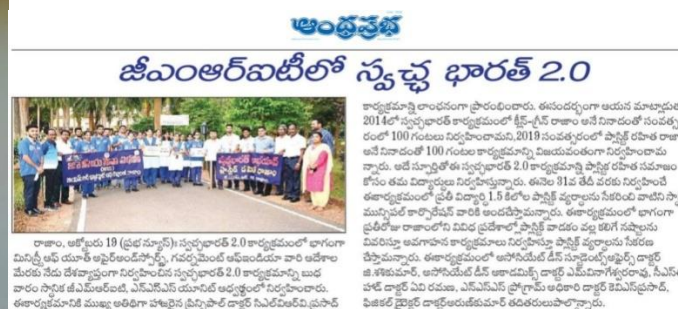 ఆంధ్రప్రభ
జీఎంఆర్ఐటీలో స్వచ్ఛ భారత్ 2.0
రాజాం, అక్టోబరు 19 (ప్రభ న్యూస్): స్వచ్ఛభారత్ 2.0 కార్యక్రమంలో భాగంగా
మినిస్ట్రీ ఆఫ్ యూత్ అఫైర్అండ్స్పోర్ట్స్, గవర్నమెంట్ ఆఫ్ఇండియా వారి ఆదేశాల
మేరకు నేడు దేశవ్యాప్తంగా నిర్వహించిన స్వచ్ఛభారత్ 2.0 కార్యక్రమాన్ని బుధ
వారం స్థానిక జీఎమ్ఆర్ఐటి, ఎన్ఎస్ఎస్ యూనిట్ ఆధ్వర్యంలో నిర్వహించారు.
ఈకార్యక్రమానికి ముఖ్య అతిథిగా హాజరైన ప్రిన్సిపాల్ డాక్టర్ సిఎల్విఆర్వి.ప్రసాద్
కార్యక్రమాన్ని లాంఛనంగా ప్రారంభించారు. ఈసందర్భంగా ఆయన మాట్లాడుతూ
2014లో స్వచ్ఛభారత్ కార్యక్రమంలో క్లీన్-గ్రీన్ రాజాం అనే నినాదంతో సంవత్స
రంలో 100 గంటలు నిర్వహించామని,2019 సంవత్సరంలో ప్లాస్టిక్ రహిత రాజాం
అనే నినాదంతో 100 గంటల కార్యక్రమాన్ని విజయవంతంగా నిర్వహించామ
న్నారు. అదే స్ఫూర్తితో ఈ స్వచ్ఛభారత్ 2.0 కార్యక్రమాన్ని ప్లాస్టిక్ రహిత సమాజం
కోసం తమ విద్యార్థులు నిర్వహిస్తున్నారు. ఈనెల 31వ తేదీ వరకు నిర్వహించే
ఈకార్యక్రమంలో ప్రతీ విద్యార్థి 1.5 కిలోల ప్లాస్టిక్ వ్యర్థాలను సేకరించి వాటిని
మున్సిపల్ కార్పొరేషన్ వారికి అందచేస్తామన్నారు. ఈకార్యక్రమంలో భాగంగా
ప్రతీరోజు రాజాంలోని వివిధ ప్రదేశాల్లో ప్లాస్టిక్ వాడకం వల్ల కలిగే నష్టాలను
వివరిస్తూ అవగాహన కార్యక్రమాలు నిర్వహిస్తూ ప్లాస్టిక్ వ్యర్థాలను సేకరణ
చేస్తామన్నారు. ఈకార్యక్రమంలో అసోసియేట్ డీన్ స్టూడెంట్స్అఫైర్స్ డాక్టర్
జి.శశికుమార్, అసోసియేట్ డీన్ అకాడమిక్స్ డాక్టర్ ఎమ్వినాగేశ్వరరావు, సీఎస్ఈ
హెడ్ డాక్టర్ ఏవి రమణ, ఎన్ఎస్ఎస్ ప్రోగ్రామ్ అధికారి డాక్టర్ కెవిఎస్ప్రసాద్,
ఫిజికల్ డైరెక్టర్ డాక్టర్అరుణ్కుమార్ తదితరులుపాల్గొన్నారు.